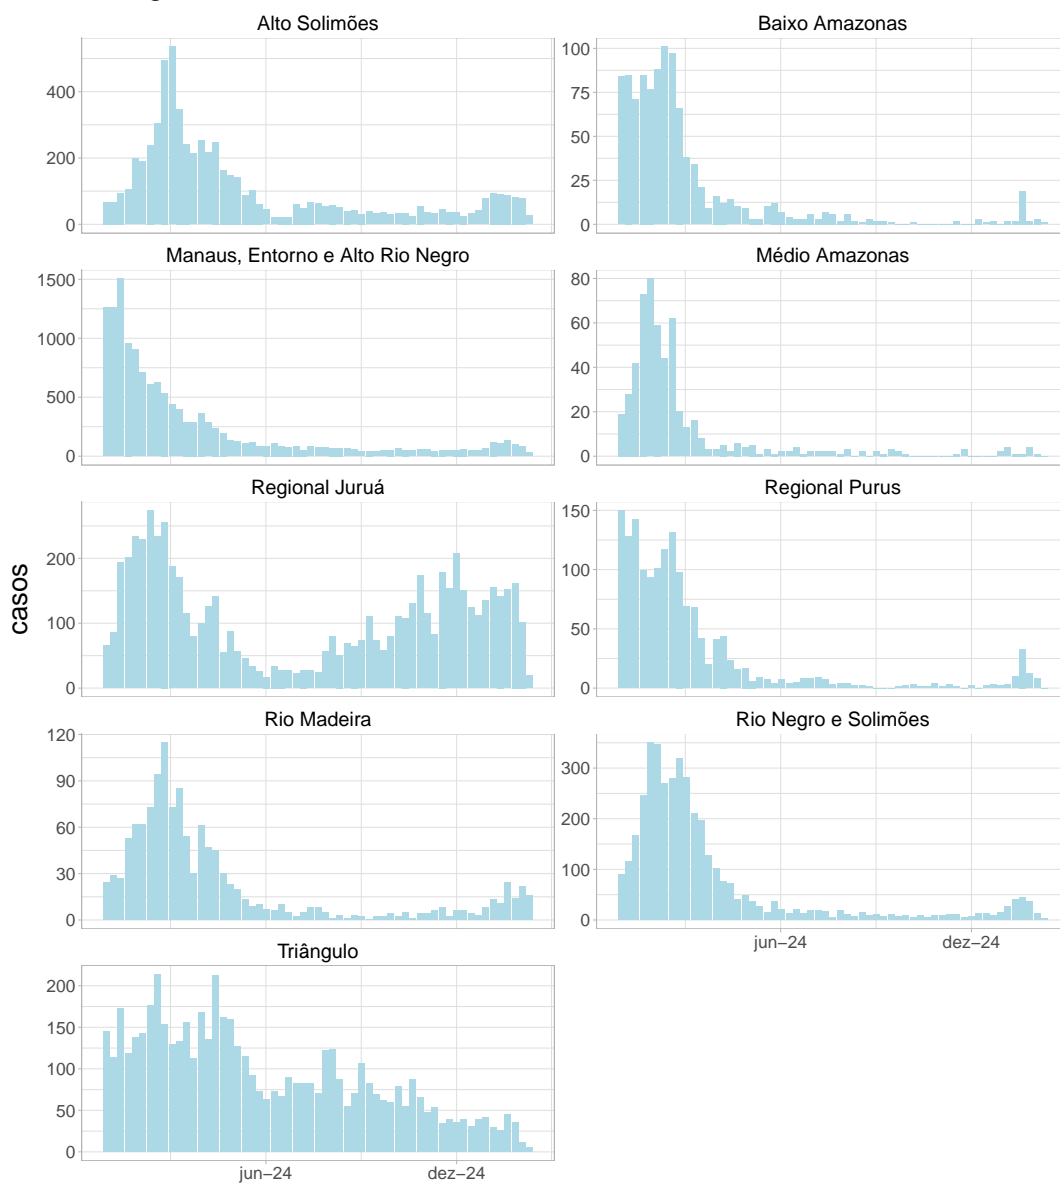 Alto Solimões
Baixo Amazonas
400
200
0
100
75
50
25
0
Manaus, Entorno e Alto Rio Negro
Médio Amazonas
1500
1000
500
0
80
60
40
20
0
Regional Juruá
Regional Purus
200
100
0
150
100
50
0
casos
Rio Madeira
Rio Negro e Solimões
120
90
60
30
0
300
200
100
0
jun−24
dez−24
Triângulo
200
150
100
50
0
jun−24
dez−24